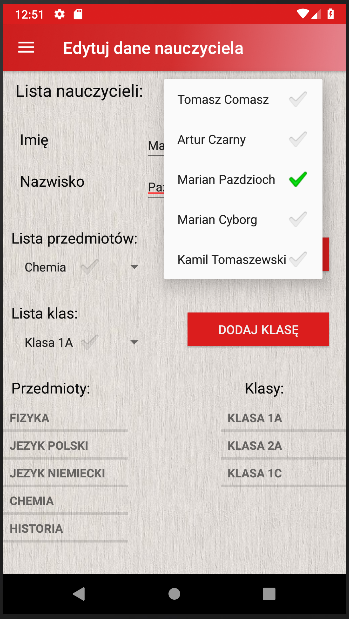 12:51
Edytuj dane nauczyciela
Lista nauczycieli:
Tomasz Comasz
Artur Czarny
Marian Pazdzioch
Marian Cyborg
Kamil Tomaszewski
Imię
Ma
Nazwisko
Paz
Lista przedmiotów:
Chemia
Lista klas:
Klasa 1A
DODAJ KLASĘ
Przedmioty:
Klasy:
FIZYKA
KLASA 1A
JEZYK POLSKI
KLASA 2A
JEZYK NIEMIECKI
KLASA 1C
CHEMIA
HISTORIA